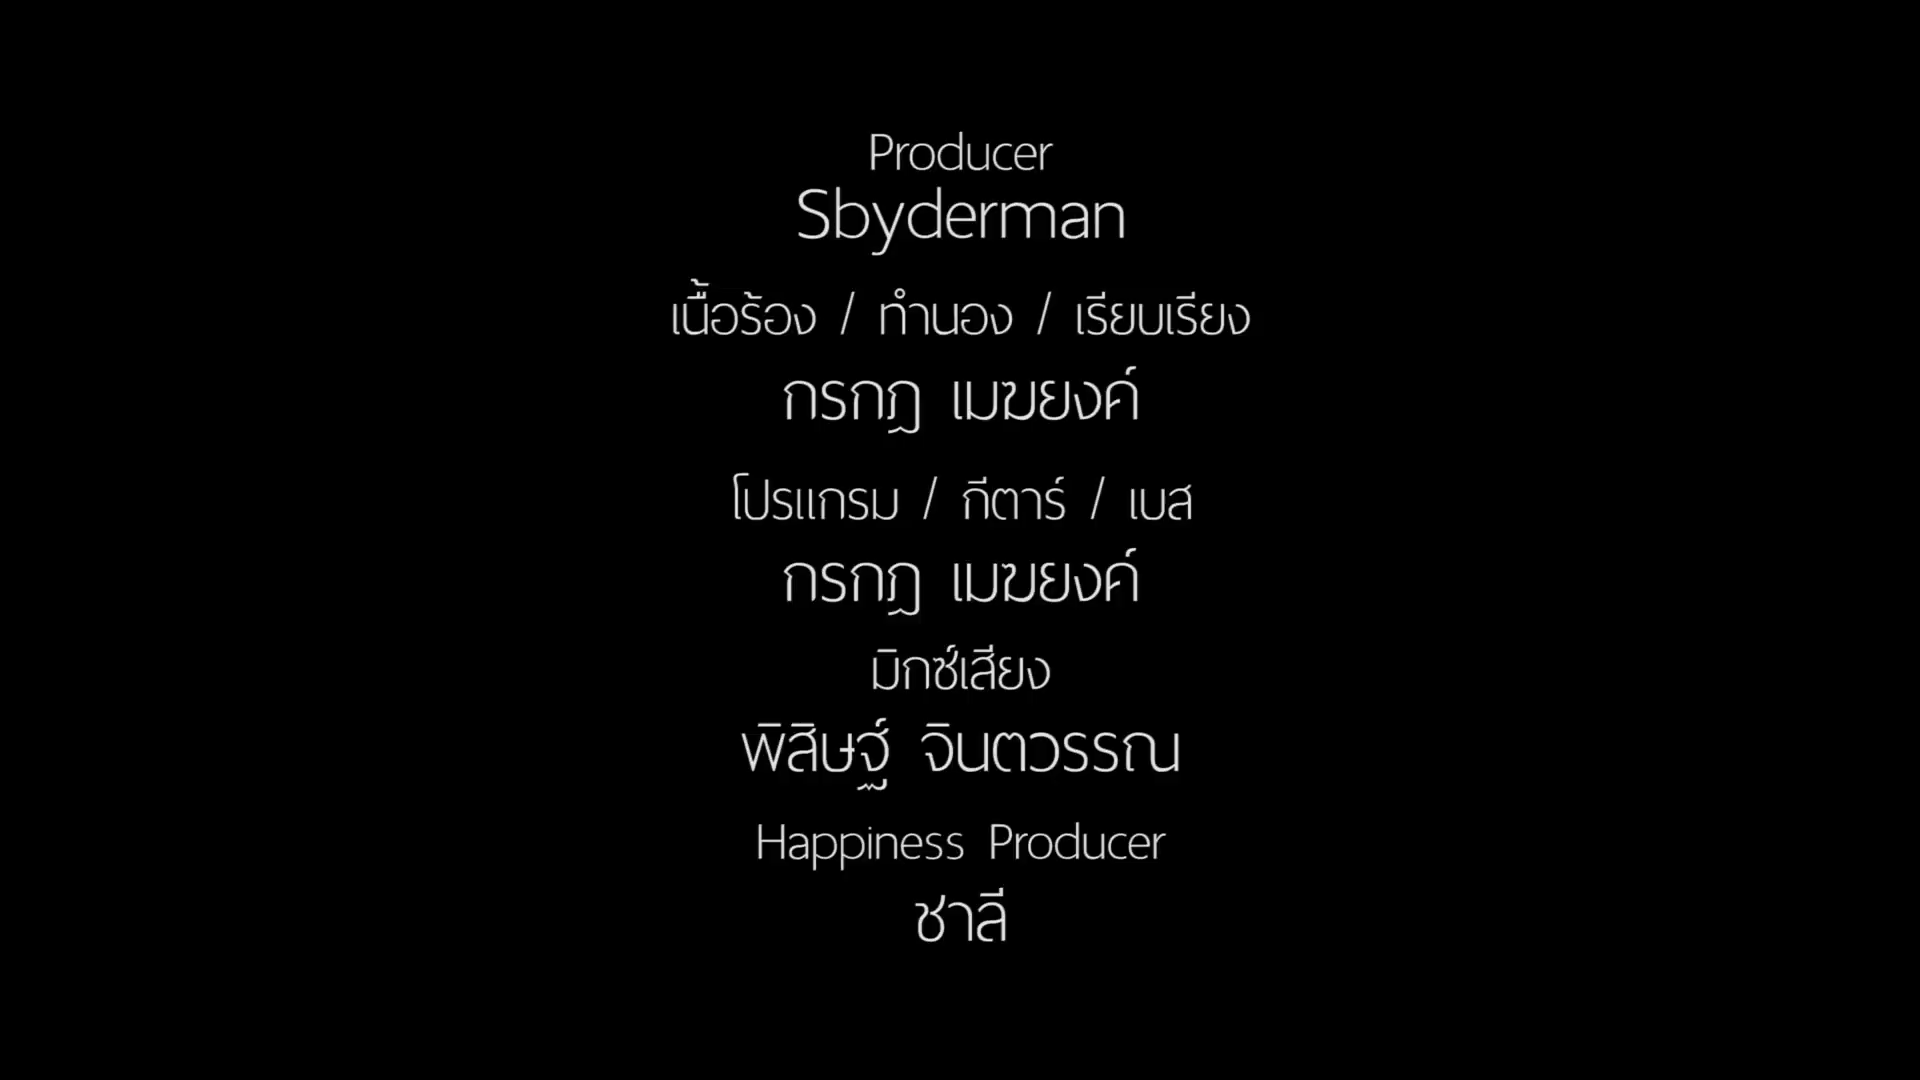 Producer
Sbyderman
เนื้อร้อง / ทำนอง / เรียบเรียง
กรกฎ เมฆยงค์
โปรแกรม / กีตาร์ / เบส
กรกฎ เมฆยงค์
มิกซ์เสียง
พิสิษฐ์ จินตวรรณ
Happiness Producer
ชาลี